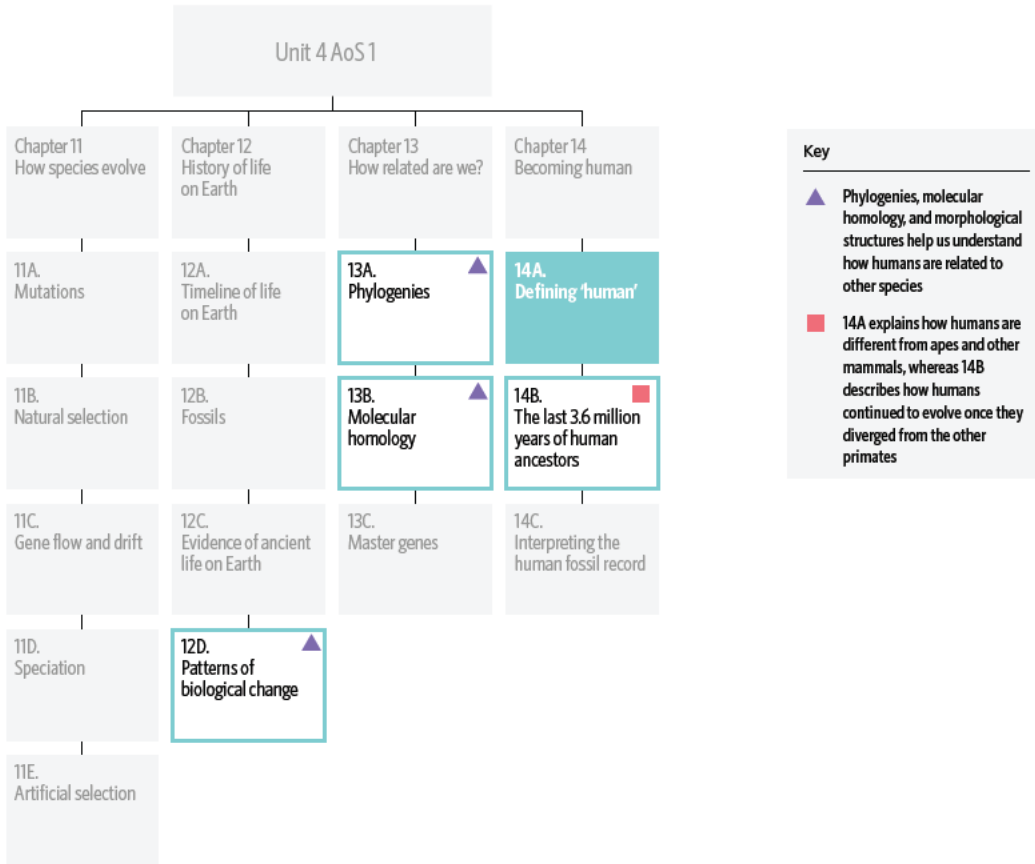 Unit 4 AoS 1
Chapter 11
How species evolve
Chapter 12
History of life
on Earth
Chapter 13
How related are we?
Chapter 14
Becoming human
11A.
Mutations
12A.
Timeline of life
on Earth
13A.
Phylogenies
14A.
Defining ‘human’
11B.
Natural selection
12B.
Fossils
13B.
Molecular
homology
14B.
The last 3.6 million
years of human
ancestors
11C.
Gene flow and drift
12C.
Evidence of ancient
life on Earth
13C.
Master genes
14C.
Interpreting the
human fossil record
11D.
Speciation
12D.
Patterns of
biological change
11E.
Artificial selection
Key
Phylogenies, molecular
homology, and morphological
structures help us understand
how humans are related to
other species
14A explains how humans are
different from apes and other
mammals, whereas 14B
describes how humans
continued to evolve once they
diverged from the other
primates